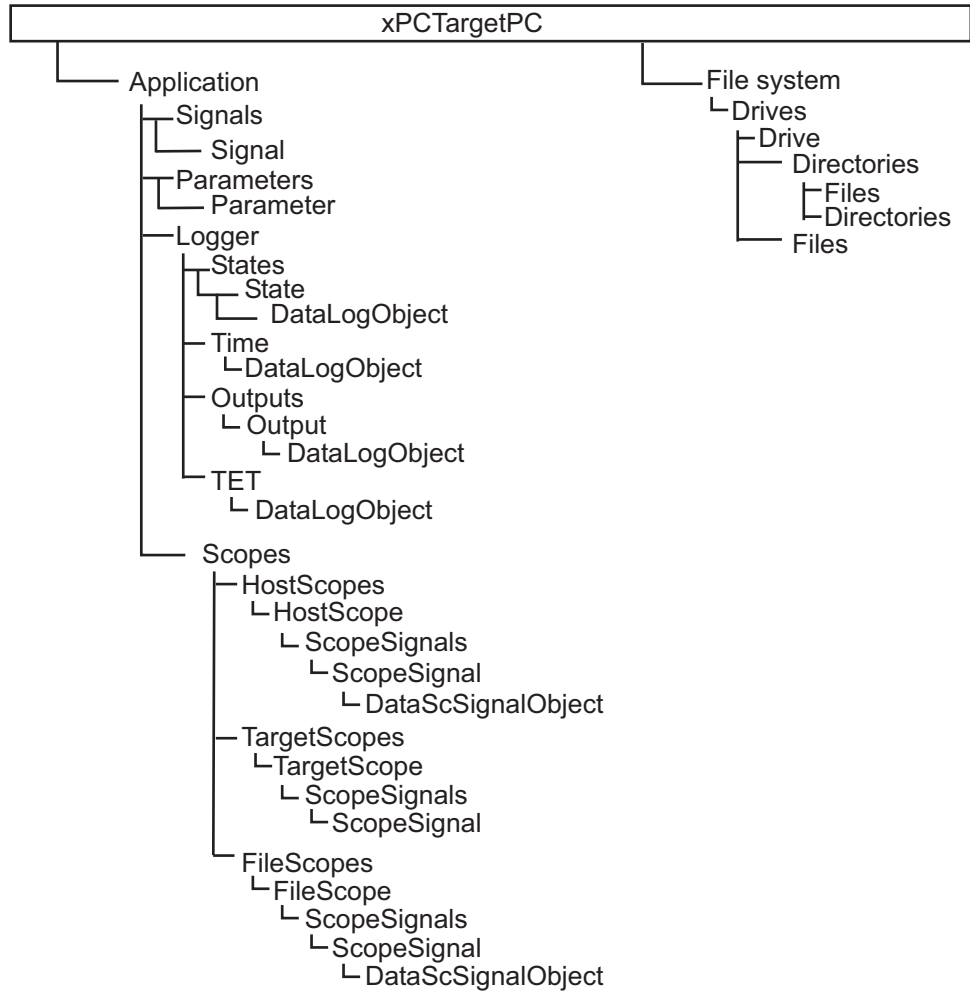 xPCTargetPC
Application
Signals
Signal
Parameters
Parameter
Logger
States
State
DataLogObject
Time
DataLogObject
Outputs
Output
DataLogObject
TET
DataLogObject
Scopes
HostScopes
HostScope
ScopeSignals
ScopeSignal
DataScSignalObject
TargetScopes
TargetScope
ScopeSignals
ScopeSignal
FileScopes
FileScope
ScopeSignals
ScopeSignal
DataScSignalObject
File system
Drives
Drive
Directories
Files
Directories
Files